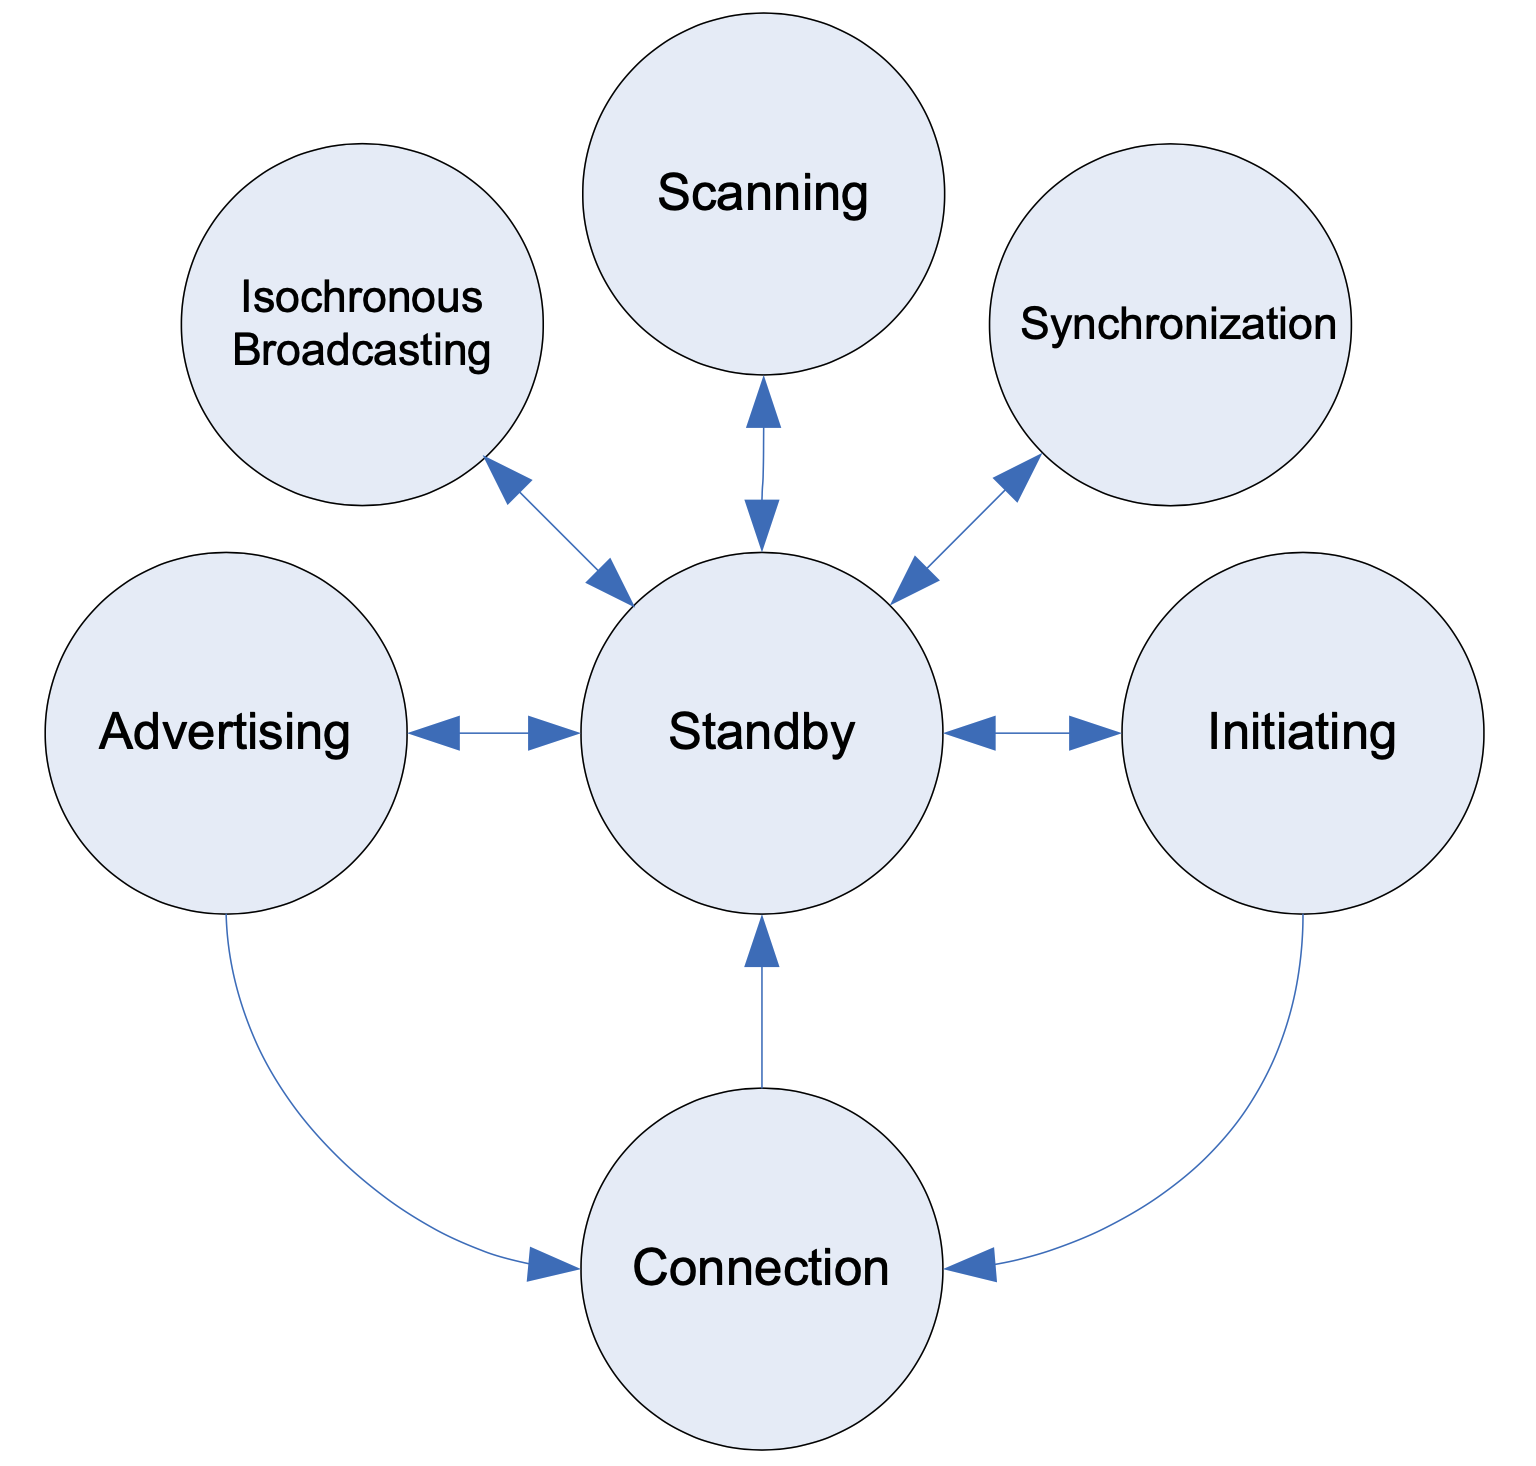 Scanning
Isochronous
Broadcasting
Synchronization
Advertising
Standby
Initiating
Connection